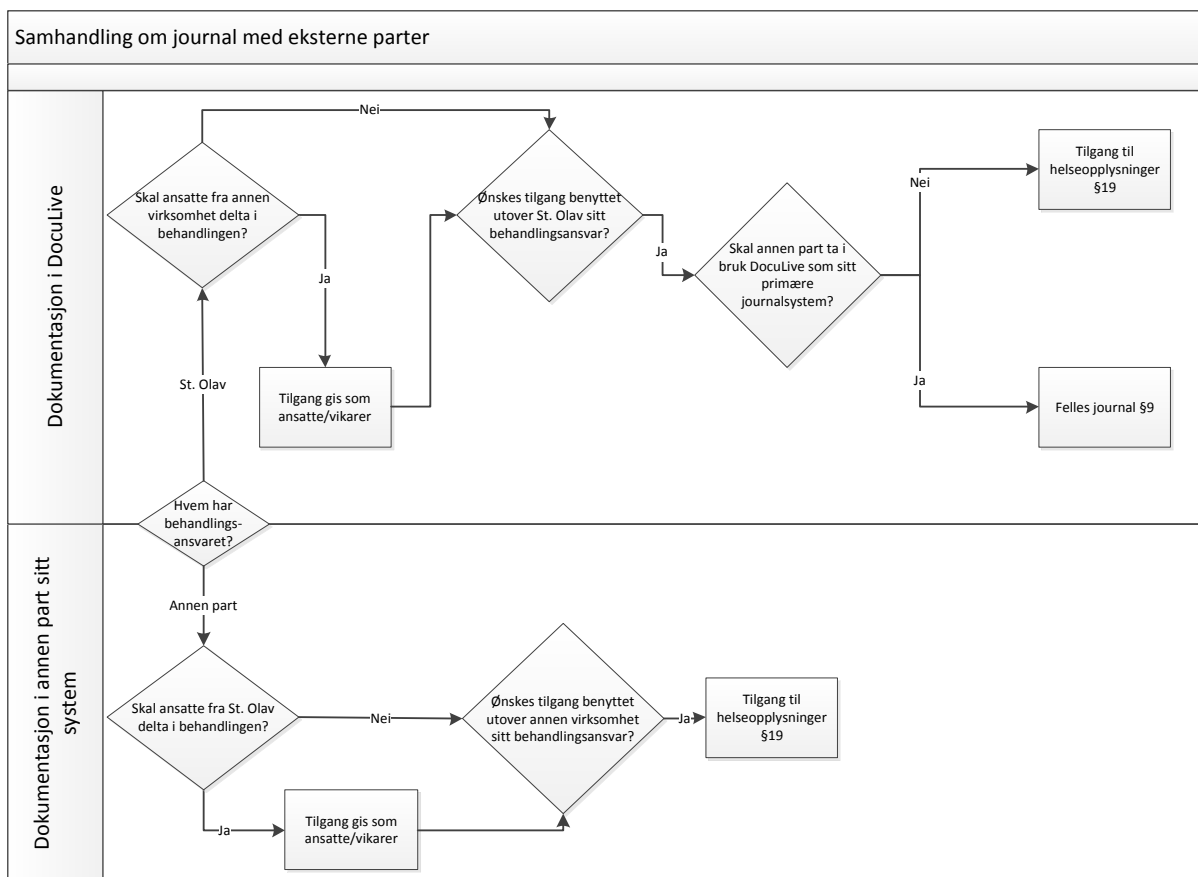 Samhandling om journal med eksterne parter
Dokumentasjon i DocuLive
Nei
Skal ansatte fra annen
virksomhet delta i
behandlingen?
Ja
Tilgang gis som
ansatte/vikarer
Ønskes tilgang benyttet
utover St. Olav sitt
behandlingsansvar?
Ja
Skal annen part ta i
bruk DocuLive som sitt
primære
journalsystem?
Nei
Tilgang til
helseopplysninger
§19
Ja
Felles journal §9
St. Olav
Hvem har
behandlings-
ansvaret?
Dokumentasjon i annen part sitt
system
Annen part
Skal ansatte fra St. Olav
delta i behandlingen?
Nei
Ja
Tilgang gis som
ansatte/vikarer
Ønskes tilgang benyttet
utover annen virksomhet
sitt behandlingsansvar?
Ja
Tilgang til
helseopplysninger
§19